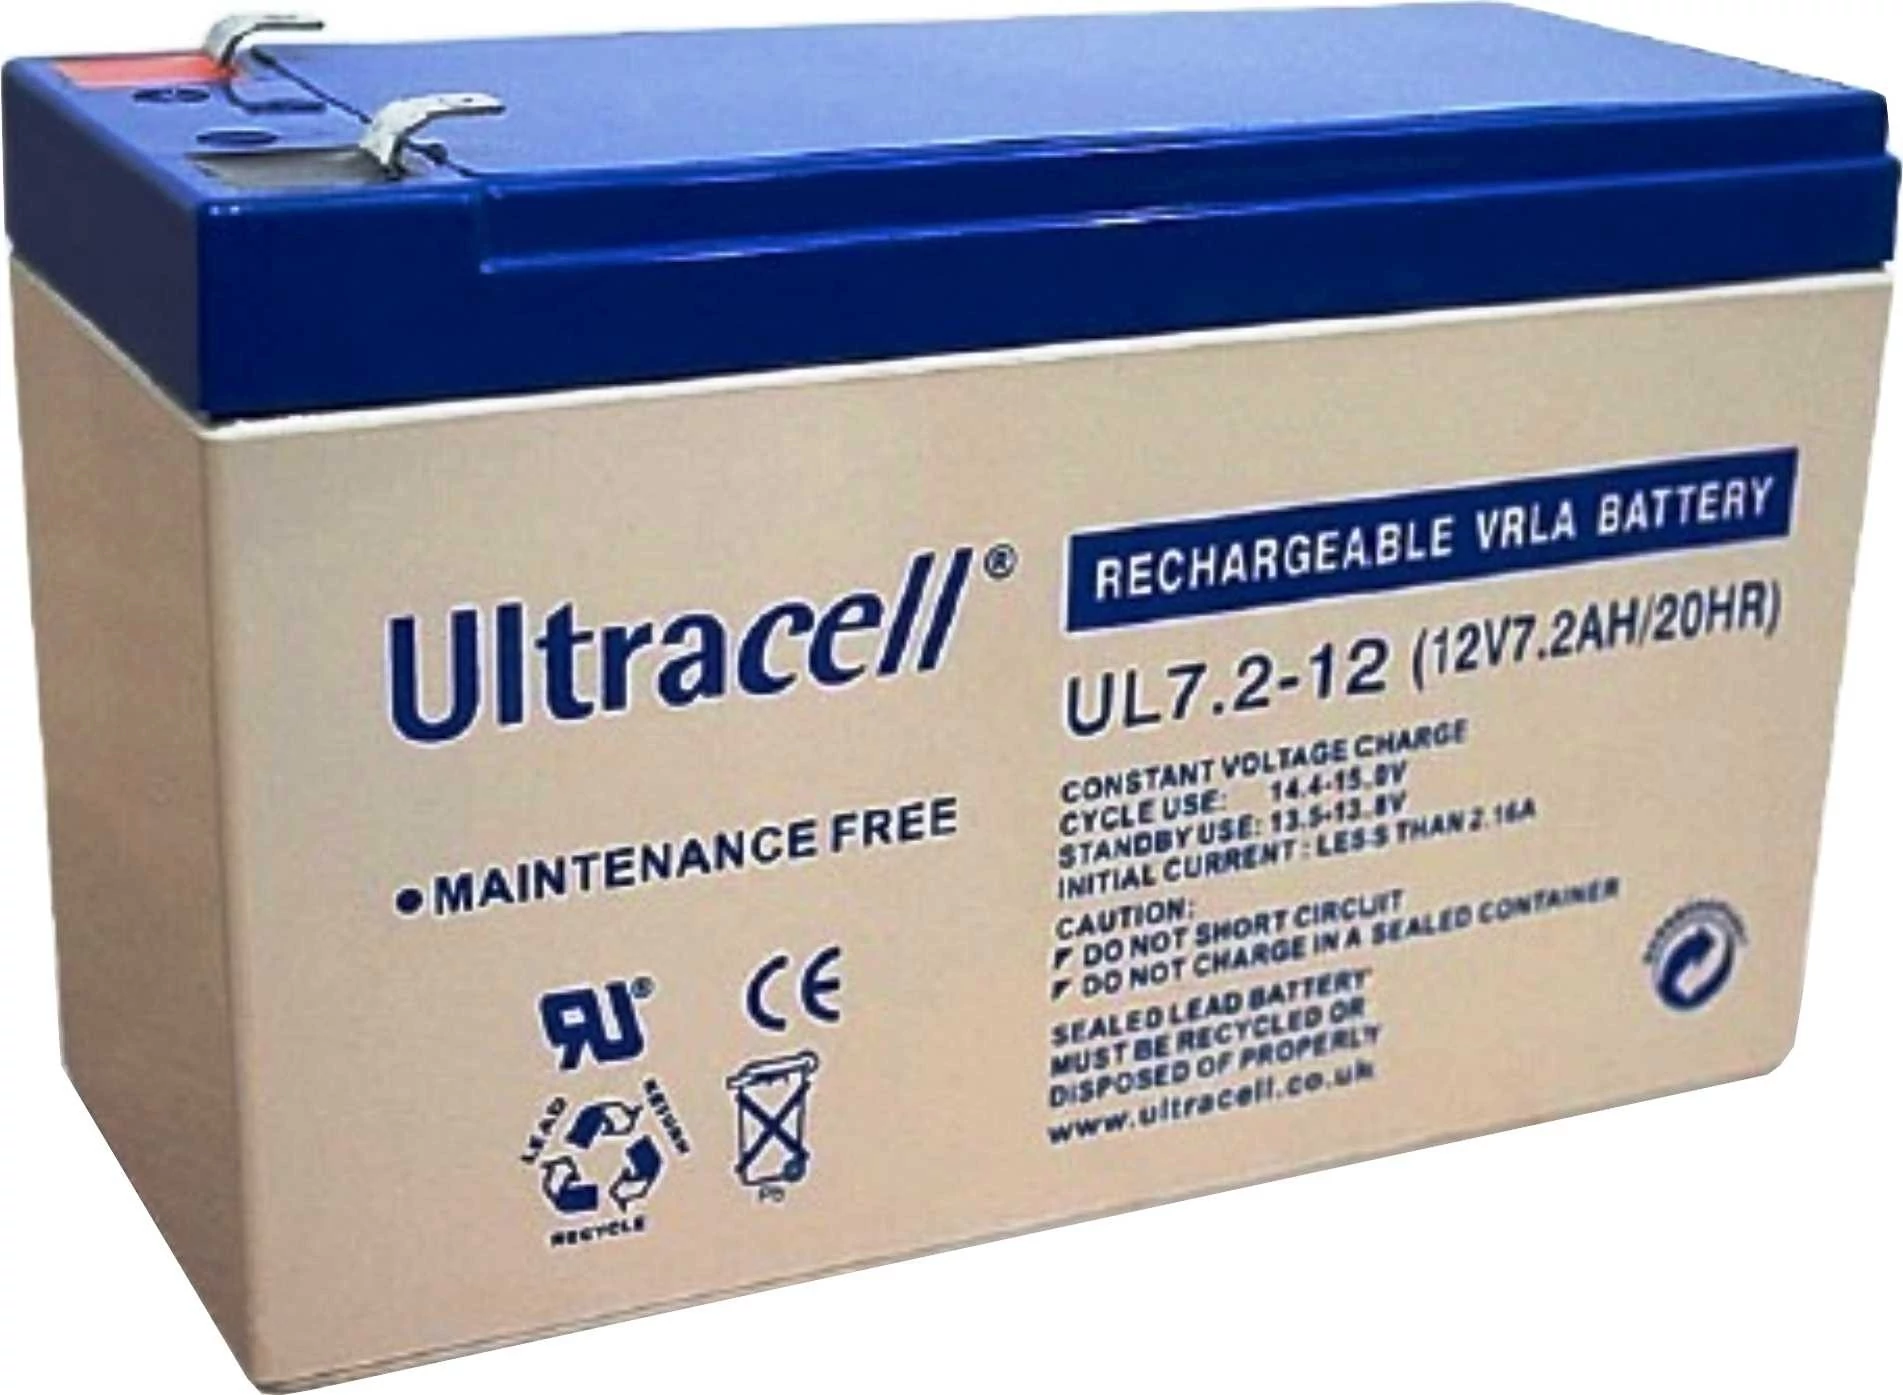 Ultracell®
• MAINTENANCE FREE
RU®
CE
LEAD
RETURN
RECYCLE
Pb
RECHARGEABLE VRLA BATTERY
UL7.2-12 (12V7.2AH/20HR)
CONSTANT VOLTAGE CHARGE
CYCLE USE: 14.4-15.0V
STANDBY USE: 13.5-13.8V
INITIAL CURRENT: LESS THAN 2.16A
CAUTION:
DO NOT SHORT CIRCUIT
DO NOT CHARGE IN A SEALED CONTAINER
SEALED LEAD BATTERY
MUST BE RECYCLED OR
DISPOSED OF PROPERLY
www.ultracell.co.uk